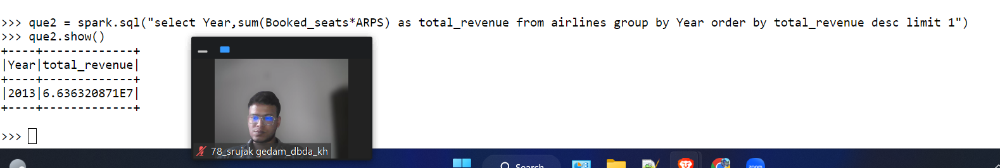 >>> que2 = spark.sql("select Year,sum(Booked_seats*ARPS) as total_revenue from airlines group by Year order by total_revenue desc limit 1")
>>> que2.show()
+----+-------------+
|Year|total_revenue|
+----+-------------+
|2013|6.636320871E7|
+----+-------------+
>>>
78_srujak gedam_dbda_kh
Search
zoom